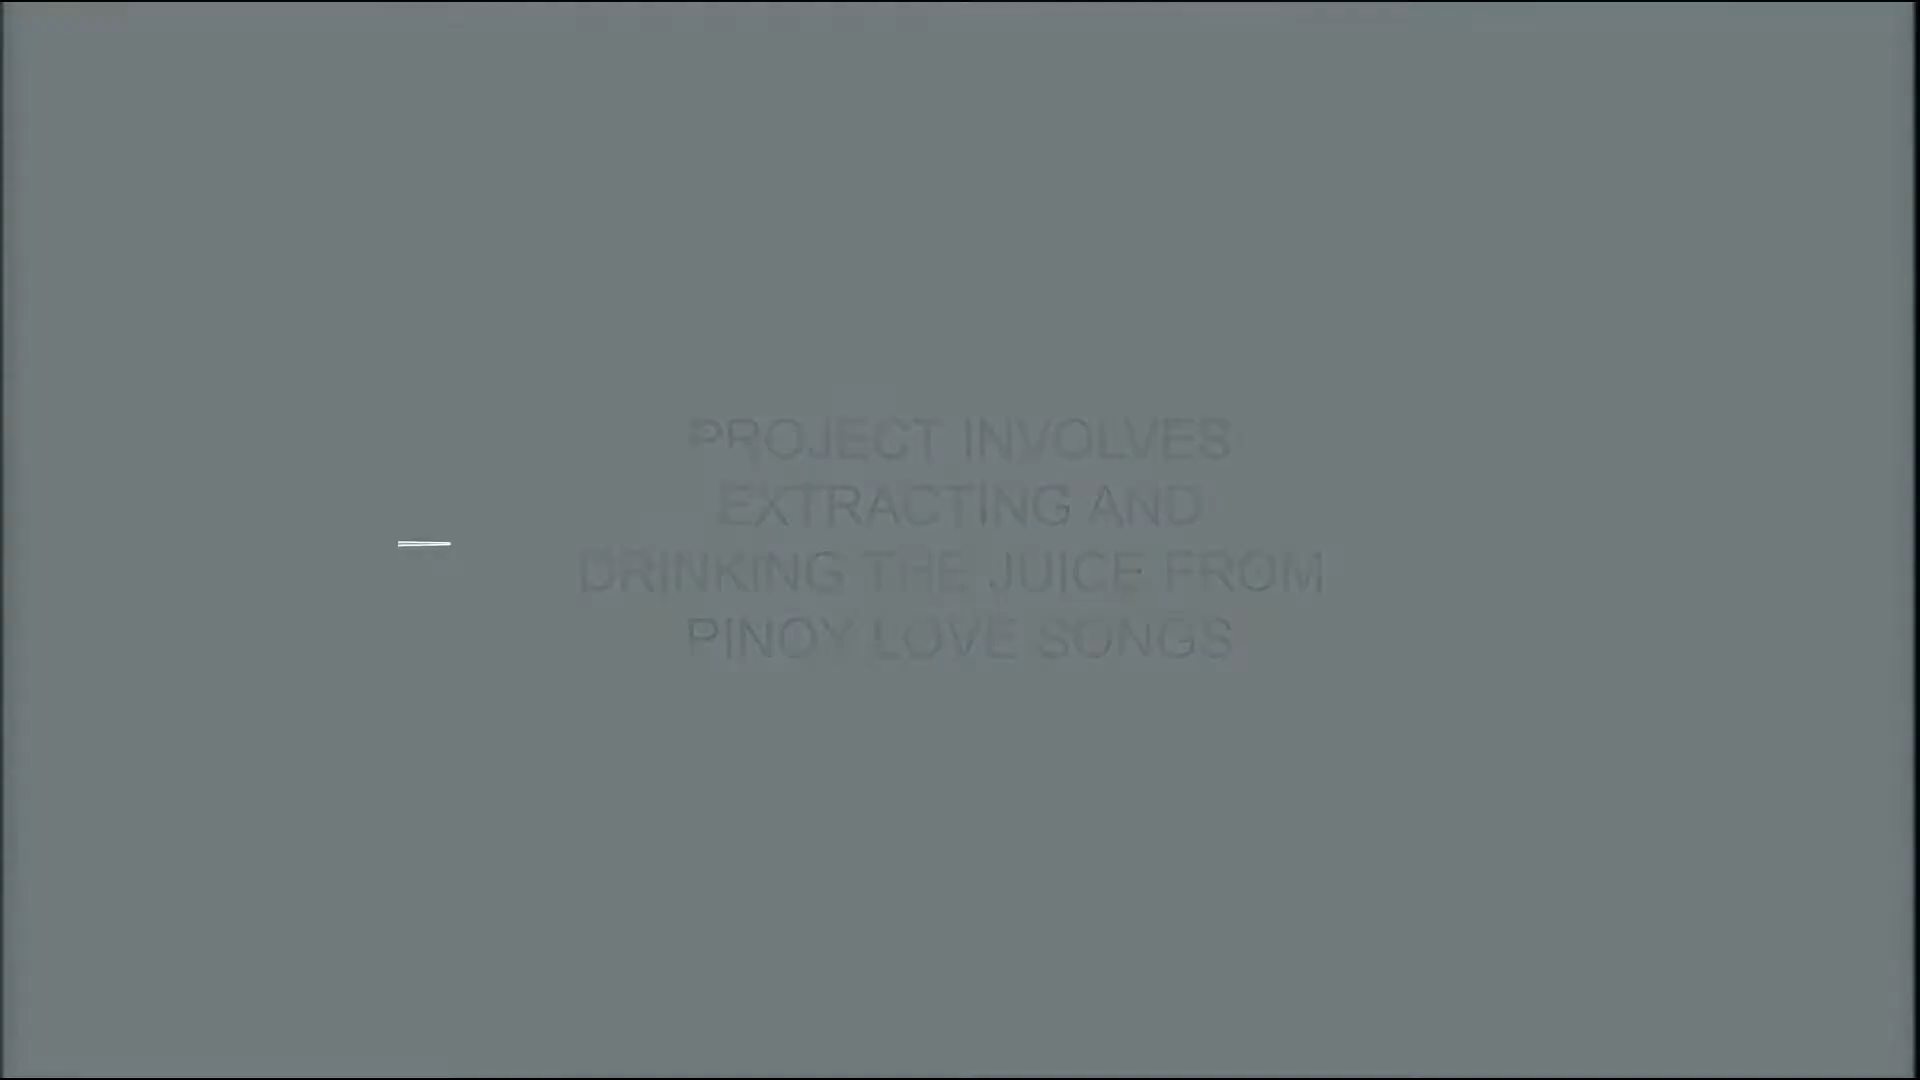 PROJECT INVOLVES
EXTRACTING AND
DRINKING THE JUICE FROM
PINOY LOVE SONGS